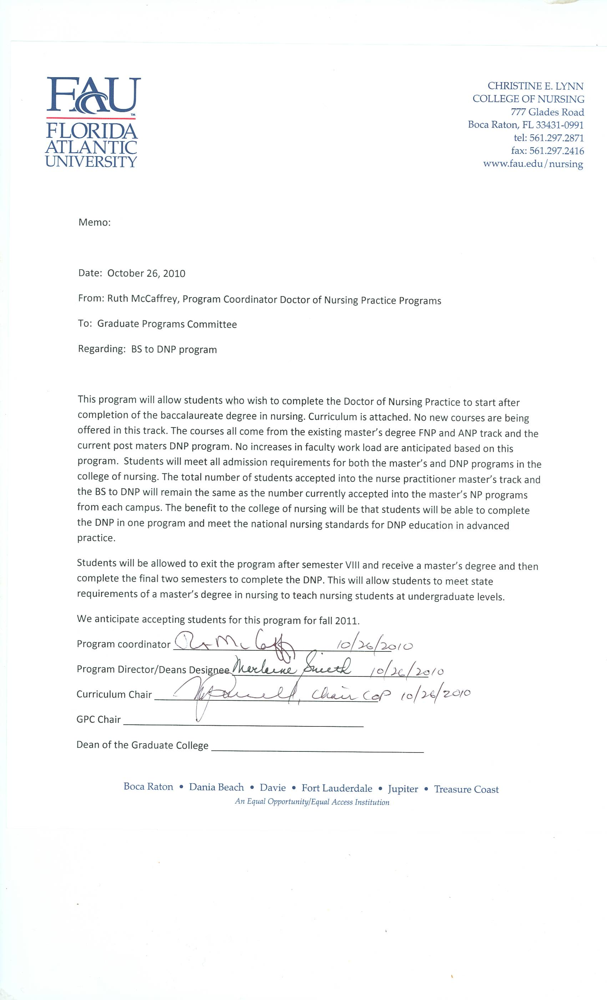 FAU
TM
FLORIDA
ATLANTIC
UNIVERSITY
CHRISTINE E. LYNN
COLLEGE OF NURSING
777 Glades Road
Boca Raton, FL 33431-0991
tel: 561.297.2871
fax: 561.297.2416
www.fau.edu/nursing
Memo:
Date: October 26, 2010
From: Ruth McCaffrey, Program Coordinator Doctor of Nursing Practice Programs
To: Graduate Programs Committee
Regarding: BS to DNP program
This program will allow students who wish to complete the Doctor of Nursing Practice to start after
completion of the baccalaureate degree in nursing. Curriculum is attached. No new courses are being
offered in this track. The courses all come from the existing master's degree FNP and ANP track and the
current post maters DNP program. No increases in faculty work load are anticipated based on this
program. Students will meet all admission requirements for both the master's and DNP programs in the
college of nursing. The total number of students accepted into the nurse practitioner master's track and
the BS to DNP will remain the same as the number currently accepted into the master's NP programs
from each campus. The benefit to the college of nursing will be that students will be able to complete
the DNP in one program and meet the national nursing standards for DNP education in advanced
practice.
Students will be allowed to exit the program after semester VIII and receive a master's degree and then
complete the final two semesters to complete the DNP. This will allow students to meet state
requirements of a master's degree in nursing to teach nursing students at undergraduate levels.
We anticipate accepting students for this program for fall 2011.
Program coordinator 10/26/2010
Program Director/Deans Designee Marlaine Smith 10/26/2010
Curriculum Chair , Chair COP 10/26/2010
GPC Chair
Dean of the Graduate College
Boca Raton • Dania Beach • Davie • Fort Lauderdale • Jupiter • Treasure Coast
An Equal Opportunity/Equal Access Institution